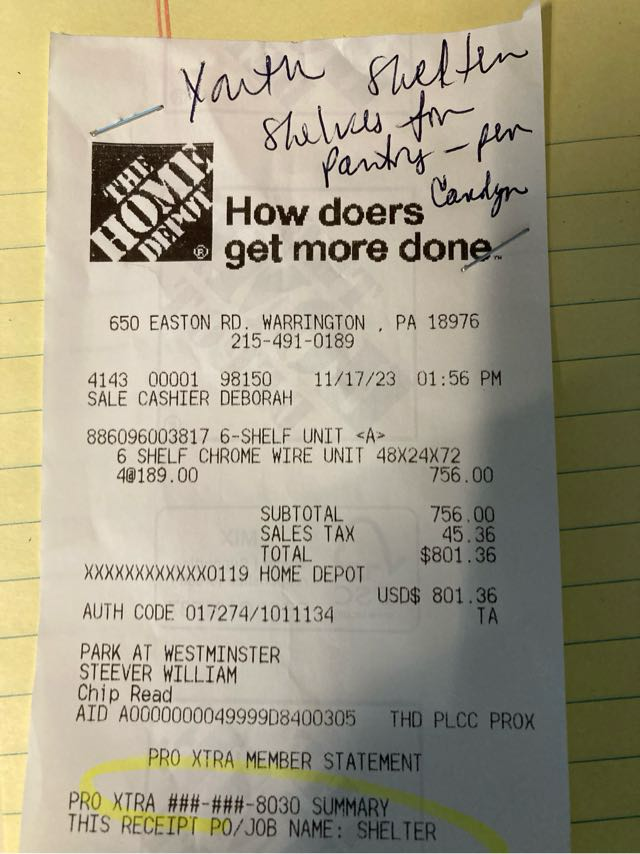 Youth Shelter
Shelves for
Pantry - per
Carolyn
THE
HOME
DEPOT
®
How doers
get more done.™
650 EASTON RD. WARRINGTON , PA 18976
215-491-0189
4143 00001 98150 11/17/23 01:56 PM
SALE CASHIER DEBORAH
886096003817 6-SHELF UNIT <A>
6 SHELF CHROME WIRE UNIT 48X24X72
4@189.00 756.00
SUBTOTAL 756.00
SALES TAX 45.36
TOTAL $801.36
XXXXXXXXXXXX0119 HOME DEPOT
USD$ 801.36
AUTH CODE 017274/1011134 TA
PARK AT WESTMINSTER
STEEVER WILLIAM
Chip Read
AID A0000000049999D8400305 THD PLCC PROX
PRO XTRA MEMBER STATEMENT
PRO XTRA ###-###-8030 SUMMARY
THIS RECEIPT PO/JOB NAME: SHELTER